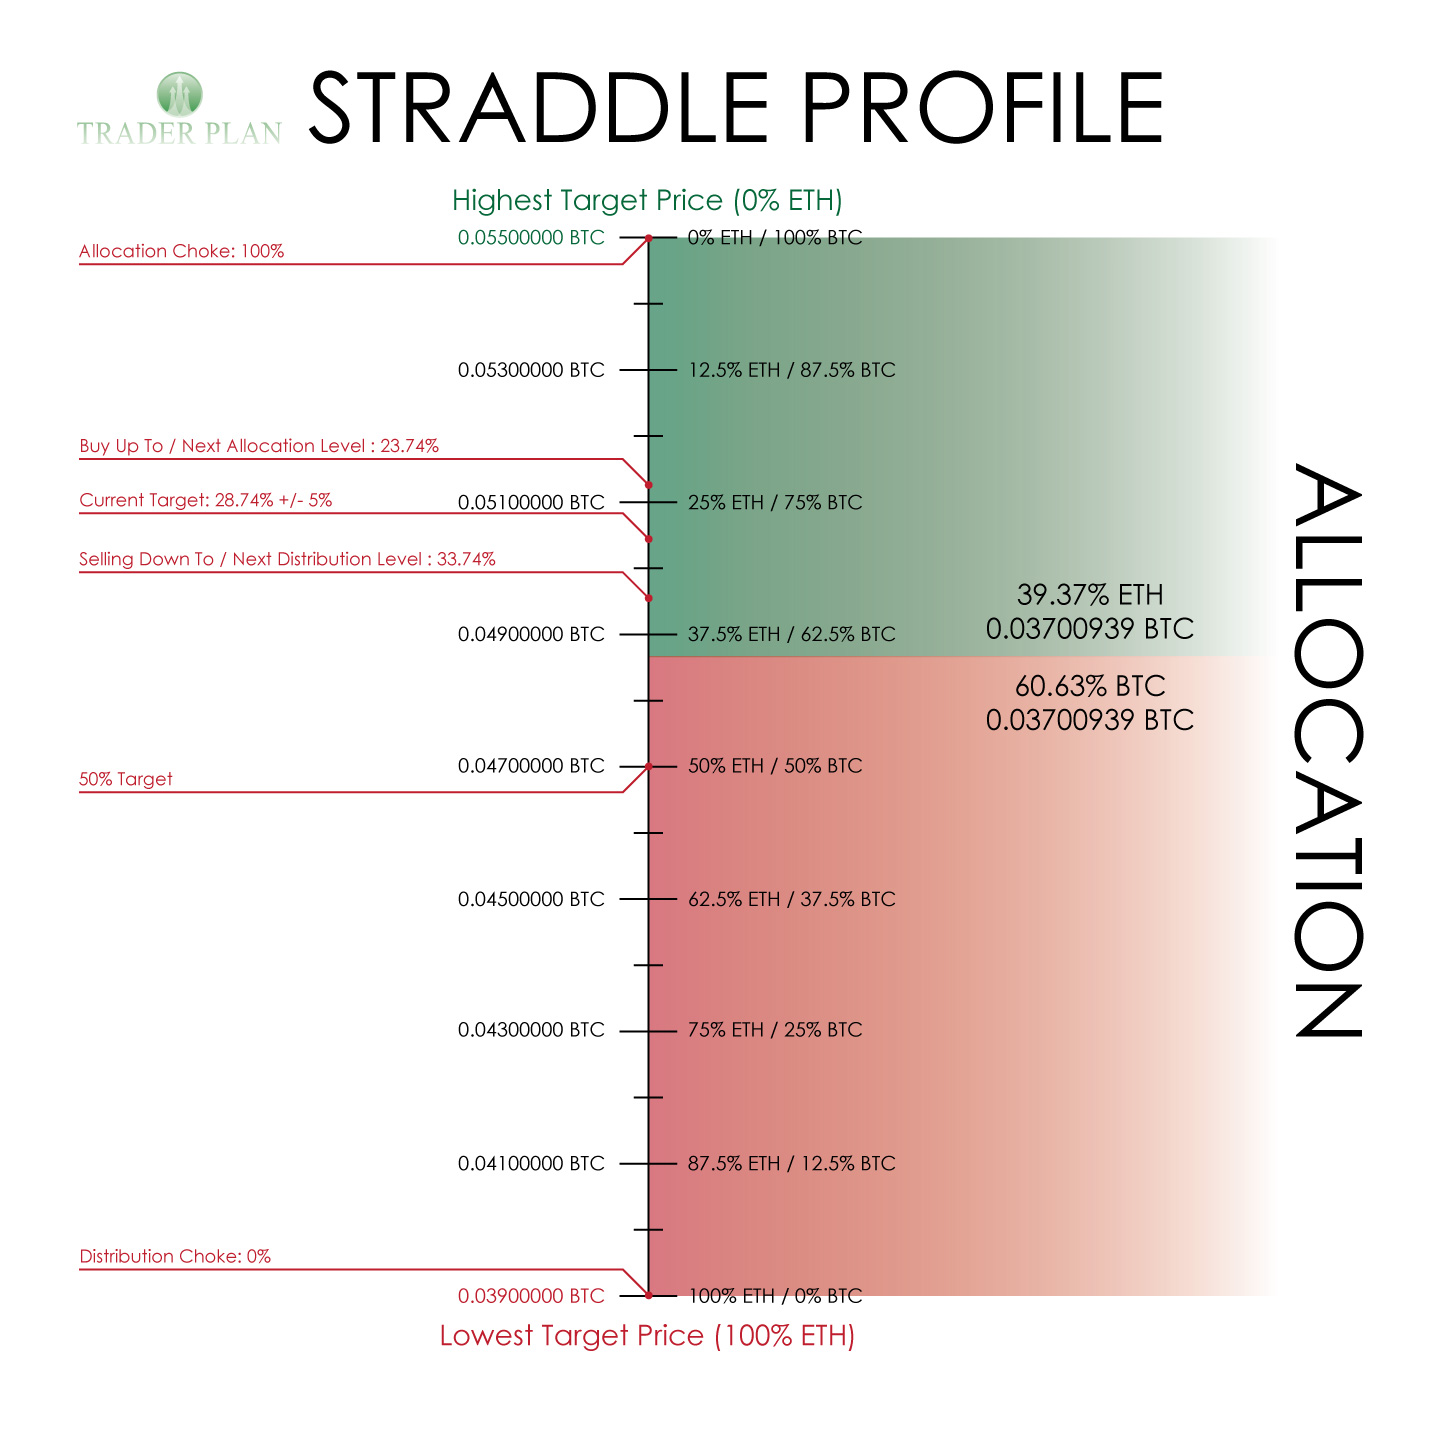 TRADER PLAN
STRADDLE PROFILE
Highest Target Price (0% ETH)
0.05500000 BTC
0% ETH / 100% BTC
Allocation Choke: 100%
0.05300000 BTC
12.5% ETH / 87.5% BTC
Buy Up To / Next Allocation Level : 23.74%
Current Target: 28.74% +/- 5%
0.05100000 BTC
25% ETH / 75% BTC
Selling Down To / Next Distribution Level : 33.74%
39.37% ETH
0.03700939 BTC
0.04900000 BTC
37.5% ETH / 62.5% BTC
60.63% BTC
0.03700939 BTC
0.04700000 BTC
50% ETH / 50% BTC
50% Target
0.04500000 BTC
62.5% ETH / 37.5% BTC
0.04300000 BTC
75% ETH / 25% BTC
0.04100000 BTC
87.5% ETH / 12.5% BTC
Distribution Choke: 0%
0.03900000 BTC
100% ETH / 0% BTC
Lowest Target Price (100% ETH)
ALLOCATION